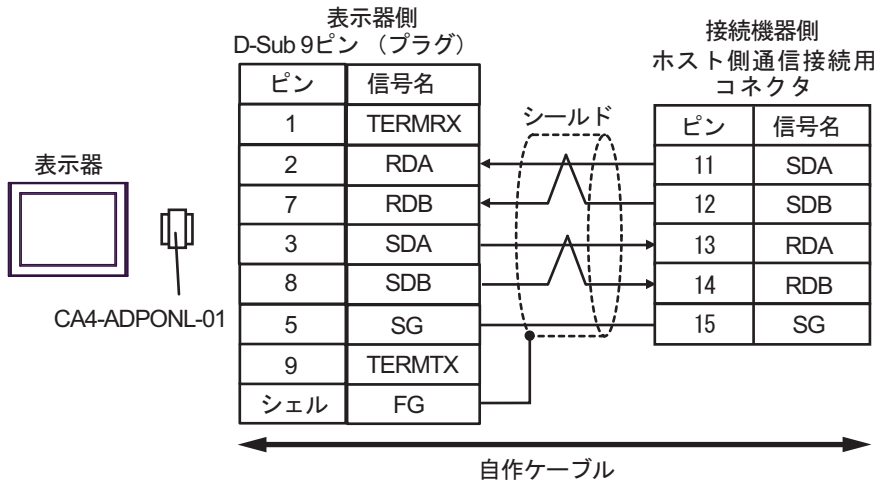 表示器側
D-Sub 9ピン （プラグ）
ピン 信号名
1 TERMRX
2 RDA
7 RDB
3 SDA
8 SDB
5 SG
9 TERMTX
シェル FG
シールド
接続機器側
ホスト側通信接続用
コネクタ
ピン 信号名
11 SDA
12 SDB
13 RDA
14 RDB
15 SG
表示器
CA4-ADPONL-01
自作ケーブル